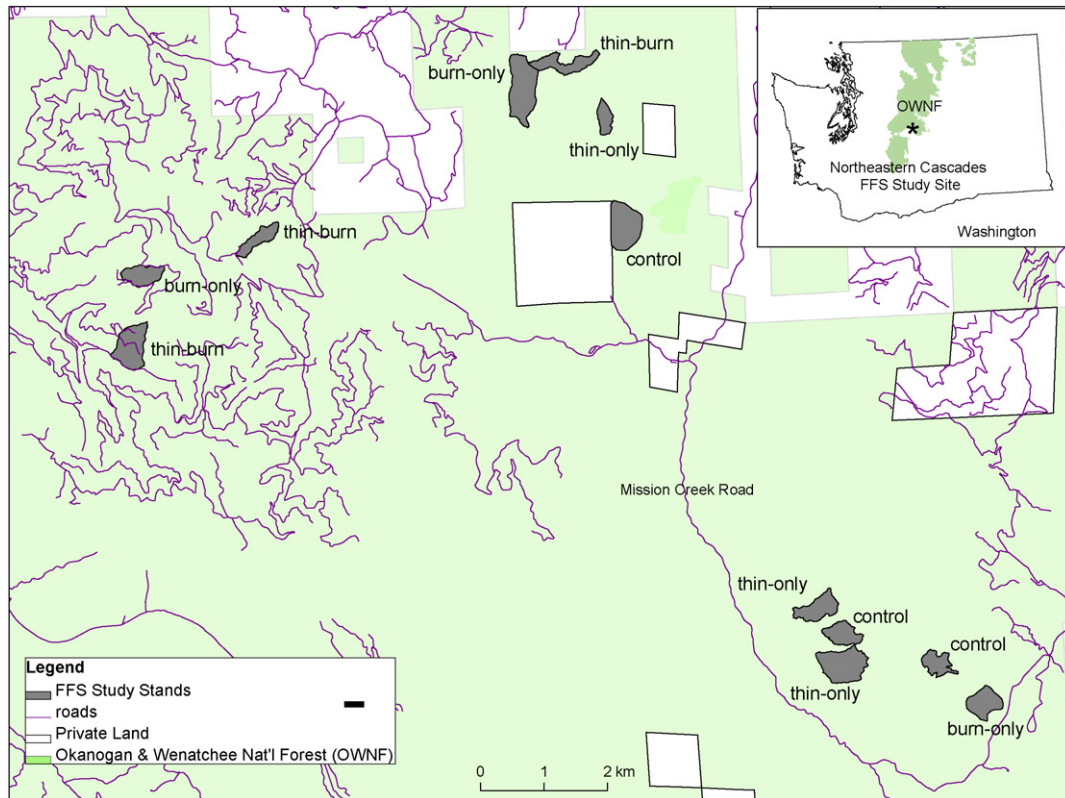 thin-burn
burn-only
thin-only
control
thin-burn
burn-only
thin-burn
OWNF
*
Northeastern Cascades
FFS Study Site
Washington
Mission Creek Road
thin-only
control
control
thin-only
burn-only
Legend
FFS Study Stands
roads
Private Land
Okanogan & Wenatchee Nat'l Forest (OWNF)
0 1 2 km